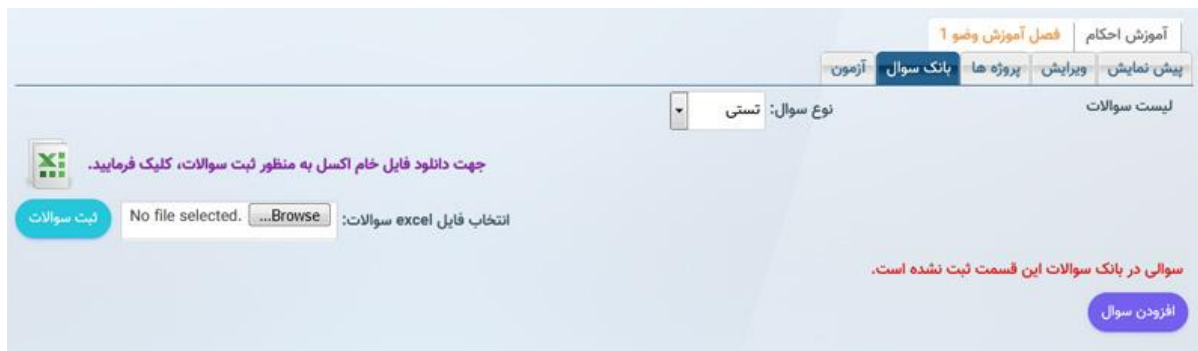 آموزش احکام فصل آموزش وضو 1
پیش نمایش ویرایش پروژه ها بانک سوال آزمون
لیست سوالات نوع سوال: تستی
جهت دانلود فایل خام اکسل به منظور ثبت سوالات، کلیک فرمایید.
انتخاب فایل excel سوالات: Browse... No file selected. ثبت سوالات
سوالی در بانک سوالات این قسمت ثبت نشده است.
افزودن سوال